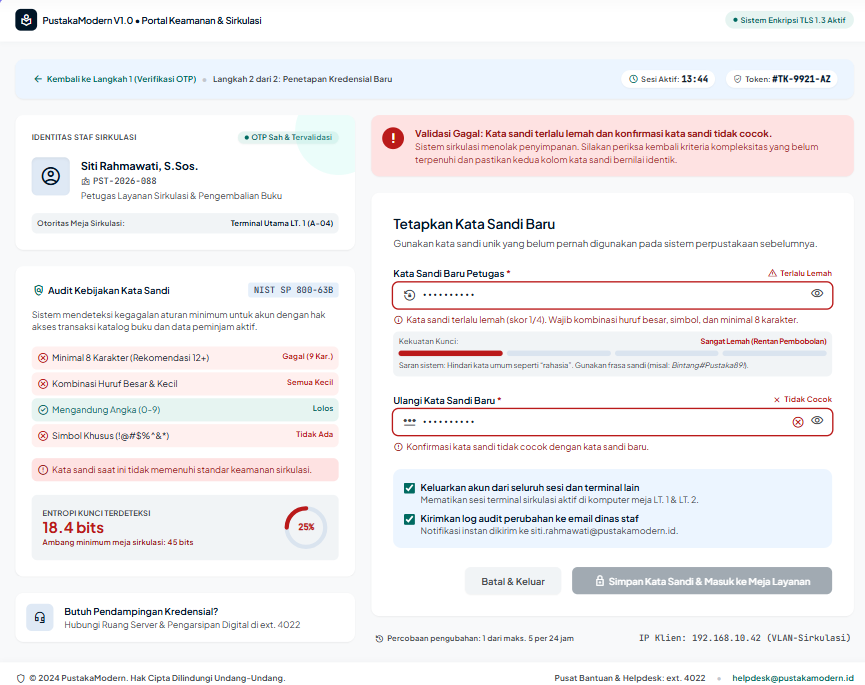 PustakaModern V1.0 • Portal Keamanan & Sirkulasi
Sistem Enkripsi TLS 1.3 Aktif
Kembali ke Langkah 1 (Verifikasi OTP)
Langkah 2 dari 2: Penetapan Kredensial Baru
Sesi Aktif: 13:44
Token: #TK-9921-AZ
IDENTITAS STAF SIRKULASI
OTP Sah & Tervalidasi
Siti Rahmawati, S.Sos.
PST-2026-088
Petugas Layanan Sirkulasi & Pengembalian Buku
Otoritas Meja Sirkulasi:
Terminal Utama LT. 1 (A-04)
Audit Kebijakan Kata Sandi
NIST SP 800-63B
Sistem mendeteksi kegagalan aturan minimum untuk akun dengan hak
akses transaksi katalog buku dan data peminjam aktif.
Minimal 8 Karakter (Rekomendasi 12+)
Gagal (9 Kar.)
Kombinasi Huruf Besar & Kecil
Semua Kecil
Mengandung Angka (0-9)
Lolos
Simbol Khusus (!@#$%^&*)
Tidak Ada
Kata sandi saat ini tidak memenuhi standar keamanan sirkulasi.
ENTROPI KUNCI TERDETEKSI
18.4 bits
Ambang minimum meja sirkulasi: 45 bits
25%
Butuh Pendampingan Kredensial?
Hubungi Ruang Server & Pengarsipan Digital di ext. 4022
Validasi Gagal: Kata sandi terlalu lemah dan konfirmasi kata sandi tidak cocok.
Sistem sirkulasi menolak penyimpanan. Silakan periksa kembali kriteria kompleksitas yang belum
terpenuhi dan pastikan kedua kolom kata sandi bernilai identik.
Tetapkan Kata Sandi Baru
Gunakan kata sandi unik yang belum pernah digunakan pada sistem perpustakaan sebelumnya.
Kata Sandi Baru Petugas *
Terlalu Lemah
••••••••••
Kata sandi terlalu lemah (skor 1/4). Wajib kombinasi huruf besar, simbol, dan minimal 8 karakter.
Kekuatan Kunci:
Sangat Lemah (Rentan Pembobolan)
Saran sistem: Hindari kata umum seperti "rahasia". Gunakan frasa sandi (misal: Bintang#Pustaka89!).
Ulangi Kata Sandi Baru *
Tidak Cocok
••••••••••
Konfirmasi kata sandi tidak cocok dengan kata sandi baru.
Keluarkan akun dari seluruh sesi dan terminal lain
Mematikan sesi terminal sirkulasi aktif di komputer meja LT. 1 & LT. 2.
Kirimkan log audit perubahan ke email dinas staf
Notifikasi instan dikirim ke siti.rahmawati@pustakamodern.id.
Batal & Keluar
Simpan Kata Sandi & Masuk ke Meja Layanan
Percobaan pengubahan: 1 dari maks. 5 per 24 jam
IP Klien: 192.168.10.42 (VLAN-Sirkulasi)
© 2024 PustakaModern. Hak Cipta Dilindungi Undang-Undang.
Pusat Bantuan & Helpdesk: ext. 4022
helpdesk@pustakamodern.id